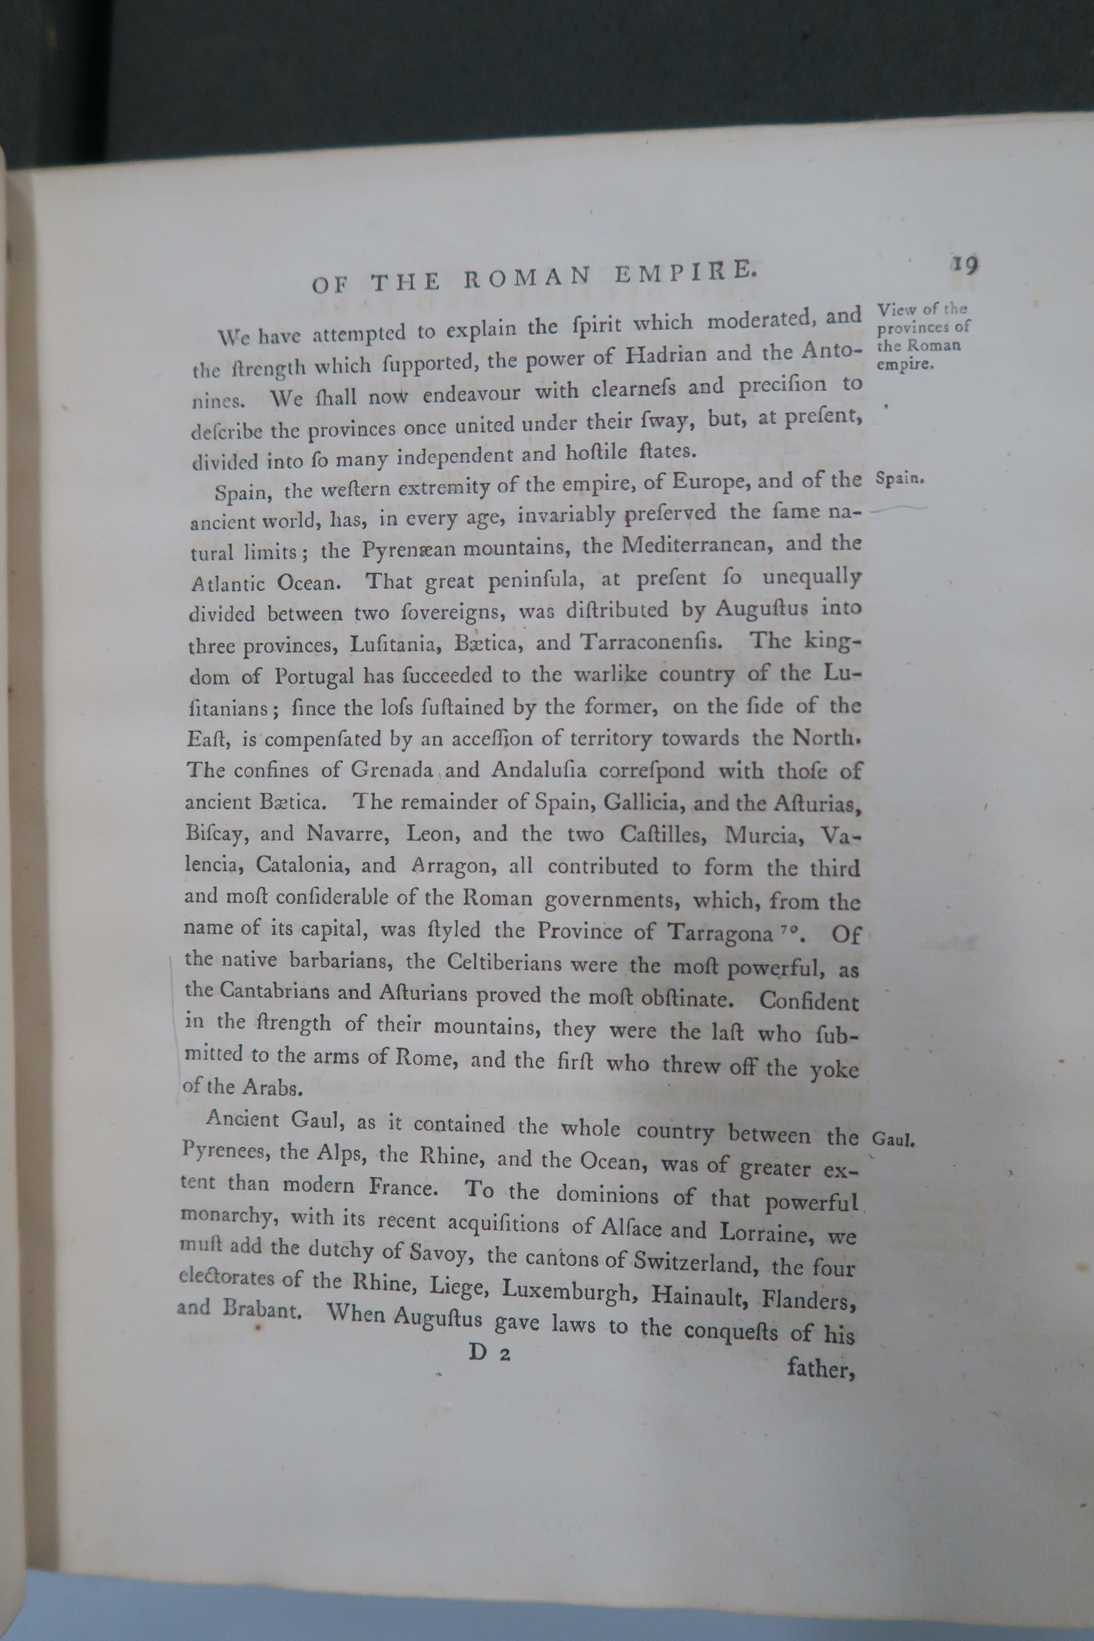 OF THE ROMAN EMPIRE.
19
We have attempted to explain the ſpirit which moderated, and
the ſtrength which ſupported, the power of Hadrian and the Anto-
nines. We ſhall now endeavour with clearneſs and preciſion to
deſcribe the provinces once united under their ſway, but, at preſent,
divided into ſo many independent and hoſtile ſtates.
View of the
provinces of
the Roman
empire.
Spain, the weſtern extremity of the empire, of Europe, and of the
ancient world, has, in every age, invariably preſerved the ſame na-
tural limits; the Pyrenæan mountains, the Mediterranean, and the
Atlantic Ocean. That great peninſula, at preſent ſo unequally
divided between two ſovereigns, was diſtributed by Auguſtus into
three provinces, Luſitania, Bætica, and Tarraconenſis. The king-
dom of Portugal has ſucceeded to the warlike country of the Lu-
ſitanians; ſince the loſs ſuſtained by the former, on the ſide of the
Eaſt, is compenſated by an acceſſion of territory towards the North.
The confines of Grenada and Andaluſia correſpond with thoſe of
ancient Bætica. The remainder of Spain, Gallicia, and the Aſturias,
Biſcay, and Navarre, Leon, and the two Caſtilles, Murcia, Va-
lencia, Catalonia, and Arragon, all contributed to form the third
and moſt conſiderable of the Roman governments, which, from the
name of its capital, was ſtyled the Province of Tarragona ⁷⁰. Of
the native barbarians, the Celtiberians were the moſt powerful, as
the Cantabrians and Aſturians proved the moſt obſtinate. Confident
in the ſtrength of their mountains, they were the laſt who ſub-
mitted to the arms of Rome, and the firſt who threw off the yoke
of the Arabs.
Spain.
Ancient Gaul, as it contained the whole country between the
Pyrenees, the Alps, the Rhine, and the Ocean, was of greater ex-
tent than modern France. To the dominions of that powerful
monarchy, with its recent acquiſitions of Alſace and Lorraine, we
muſt add the dutchy of Savoy, the cantons of Switzerland, the four
electorates of the Rhine, Liege, Luxemburgh, Hainault, Flanders,
and Brabant. When Auguſtus gave laws to the conqueſts of his
Gaul.
D 2
father,